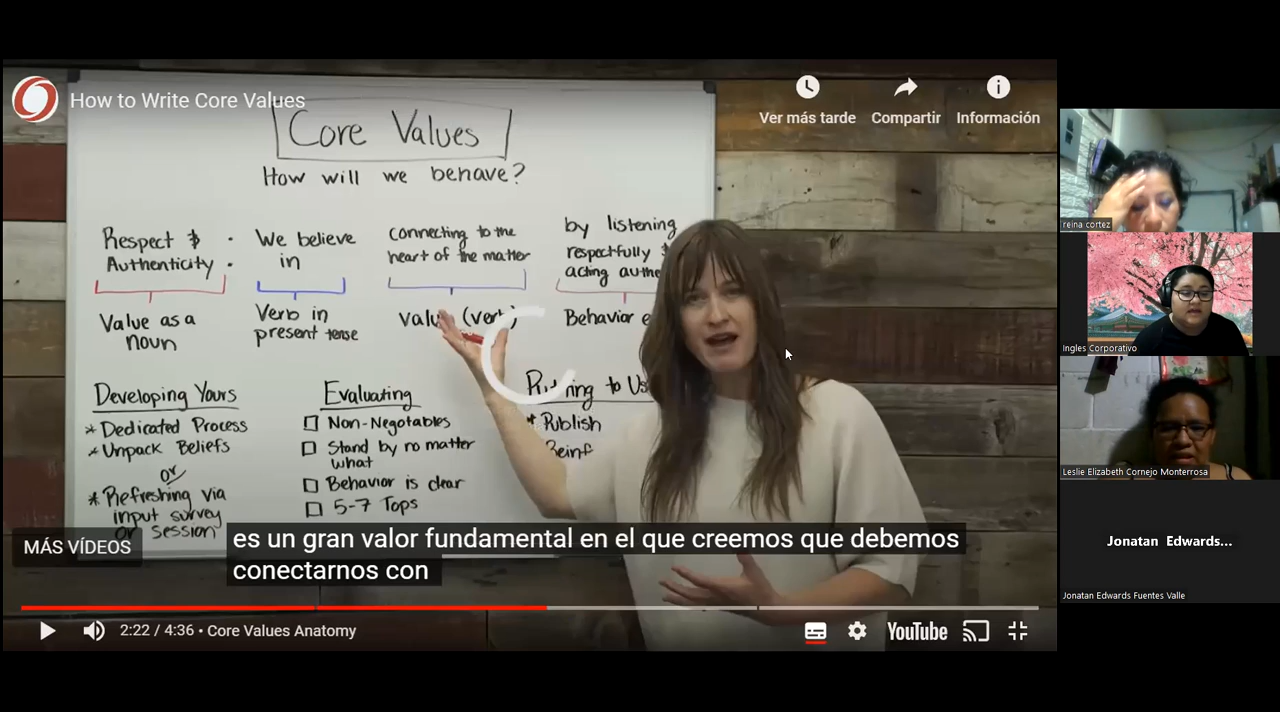 How to Write Core Values
Ver más tarde
Compartir
Información
Core Values
How will we behave?
Respect &
Authenticity
We believe
in
connecting to the
heart of the matter
by listening
respectfully
acting
Value as a
noun
Verb in
present tense
(verb)
Behavior
Developing Yours
* Dedicated Process
* Unpack Beliefs
or
* Refreshing via
input survey
or session
Evaluating
Non-Negotables
Stand by no matter
what
Behavior is clear
5-7 Tops
to
* Publish
MÁS VÍDEOS
es un gran valor fundamental en el que creemos que debemos
conectarnos con
2:22 / 4:36 • Core Values Anatomy
YouTube
reina cortez
Ingles Corporativo
Leslie Elizabeth Cornejo Monterrosa
Jonatan Edwards...
Jonatan Edwards Fuentes Valle